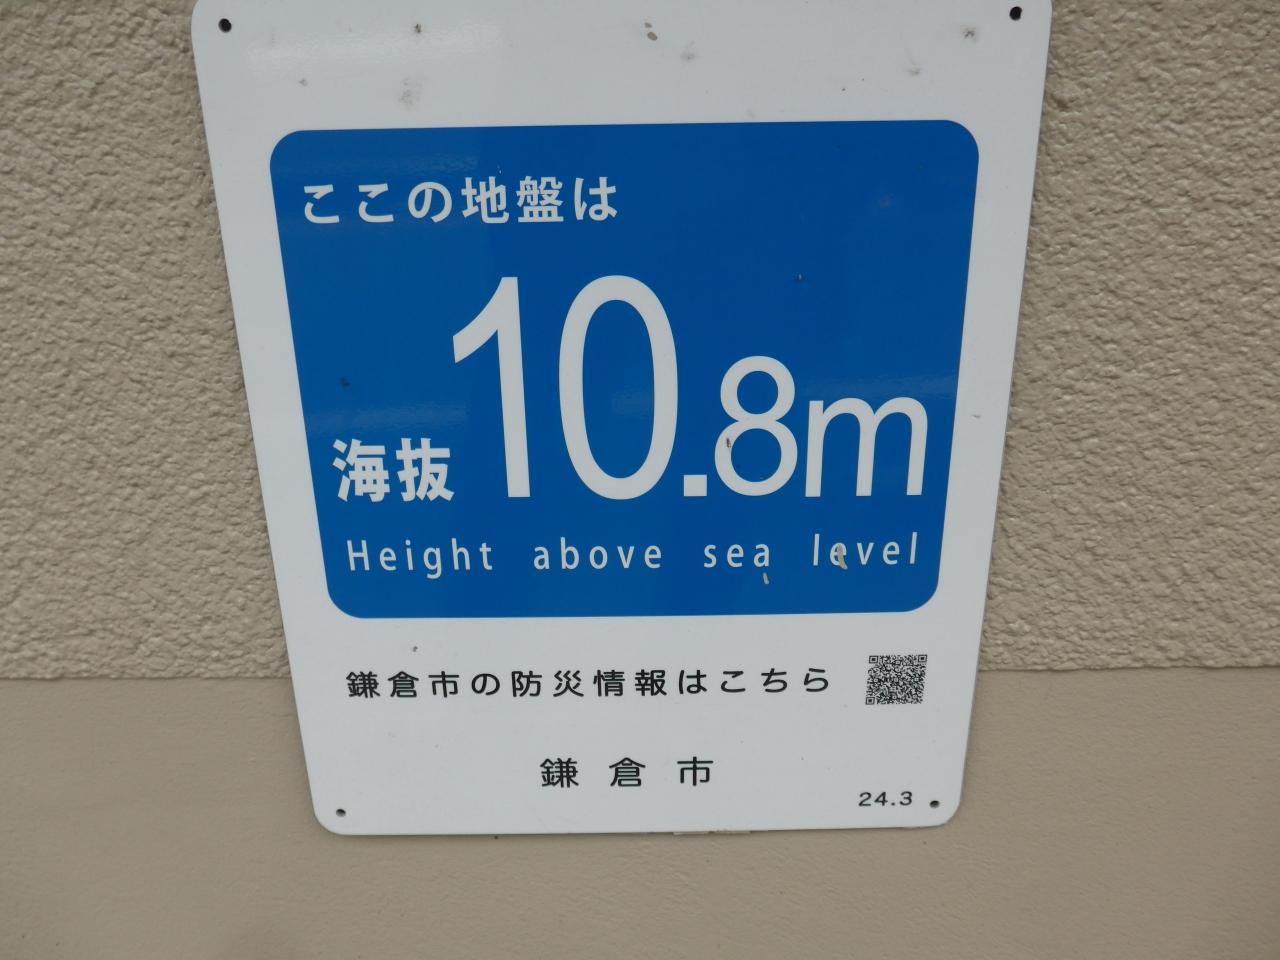 ここの地盤は
海抜 10.8m
Height above sea level
鎌倉市の防災情報はこちら
鎌倉市
24.3